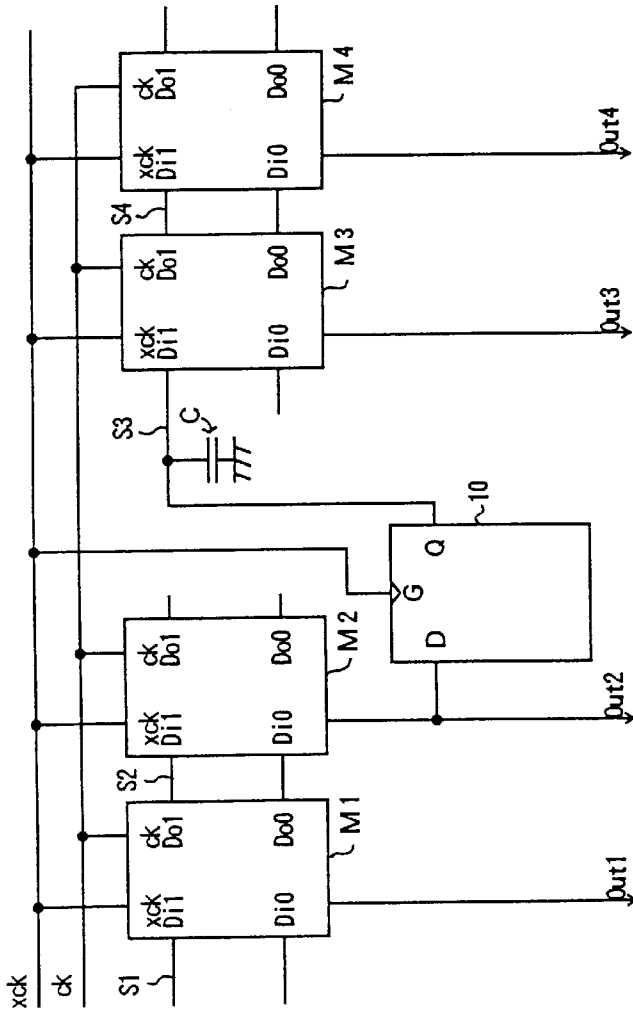 xck
ck
S1
xck ck
Di1 Do1
Di0 Do0
M1
Out1
S2
xck ck
Di1 Do1
Di0 Do0
M2
Out2
D G Q
10
C
S3
xck ck
Di1 Do1
Di0 Do0
M3
Out3
S4
xck ck
Di1 Do1
Di0 Do0
M4
Out4